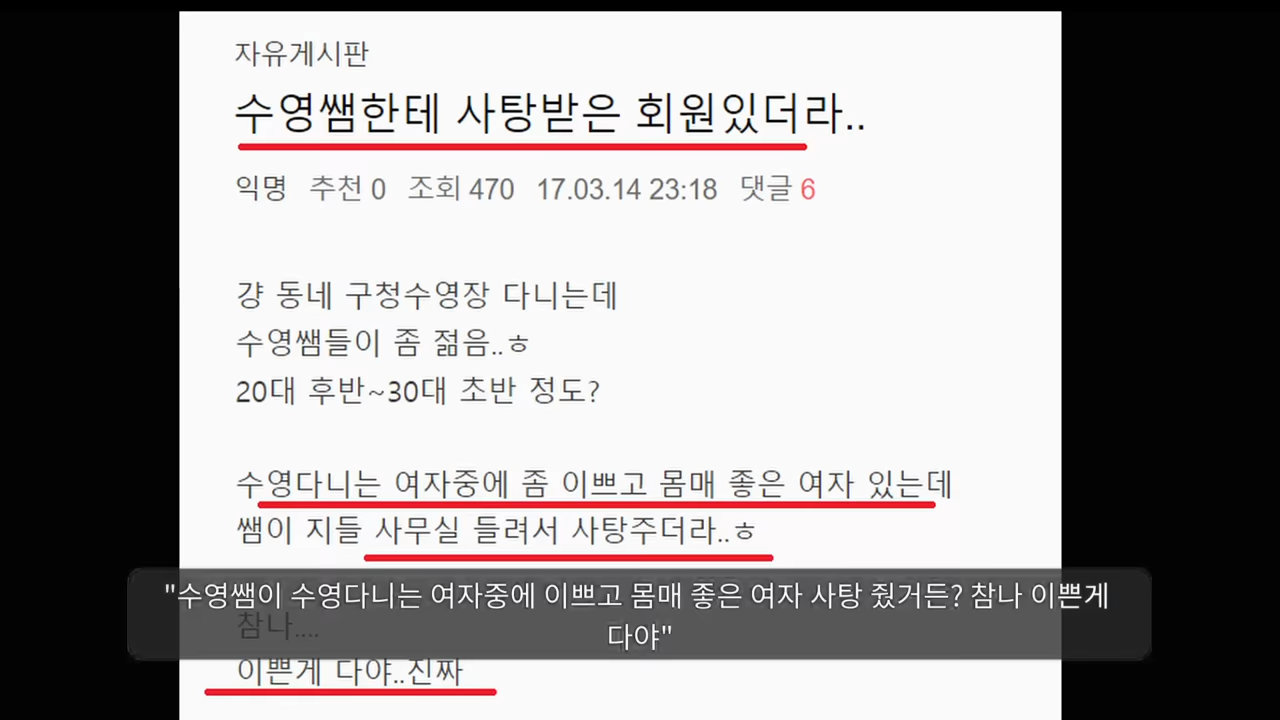 자유게시판
수영쌤한테 사탕받은 회원있더라..
익명 추천 0 조회 470 17.03.14 23:18 댓글 6
걍 동네 구청수영장 다니는데
수영쌤들이 좀 젊음..ㅎ
20대 후반~30대 초반 정도?
수영다니는 여자중에 좀 이쁘고 몸매 좋은 여자 있는데
쌤이 지들 사무실 들려서 사탕주더라..ㅎ
"수영쌤이 수영다니는 여자중에 이쁘고 몸매 좋은 여자 사탕 줬거든? 참나 이쁜게
다야"
참나....
이쁜게 다야..진짜